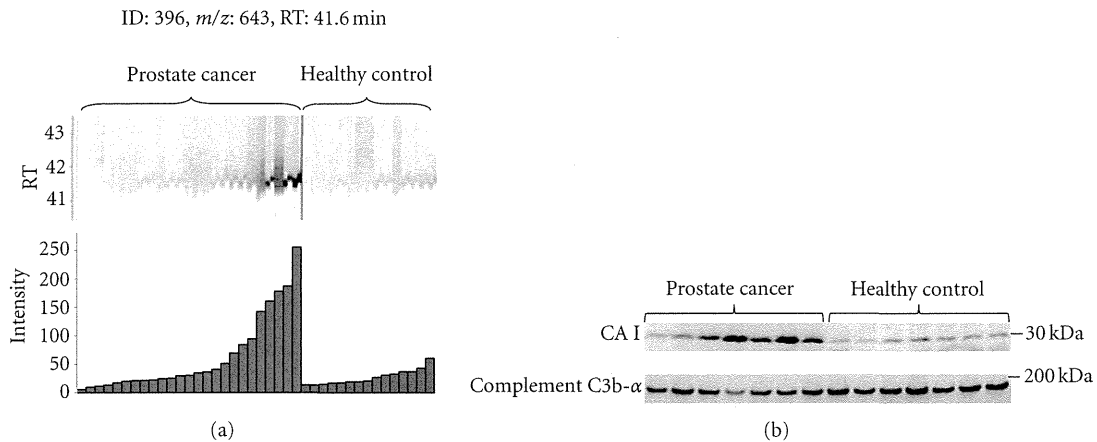 ID: 396, m/z: 643, RT: 41.6 min
Prostate cancer
Healthy control
43
42
41
RT
250
200
150
100
50
0
Intensity
(a)
Prostate cancer
Healthy control
CA I
30 kDa
200 kDa
Complement C3b-α
(b)